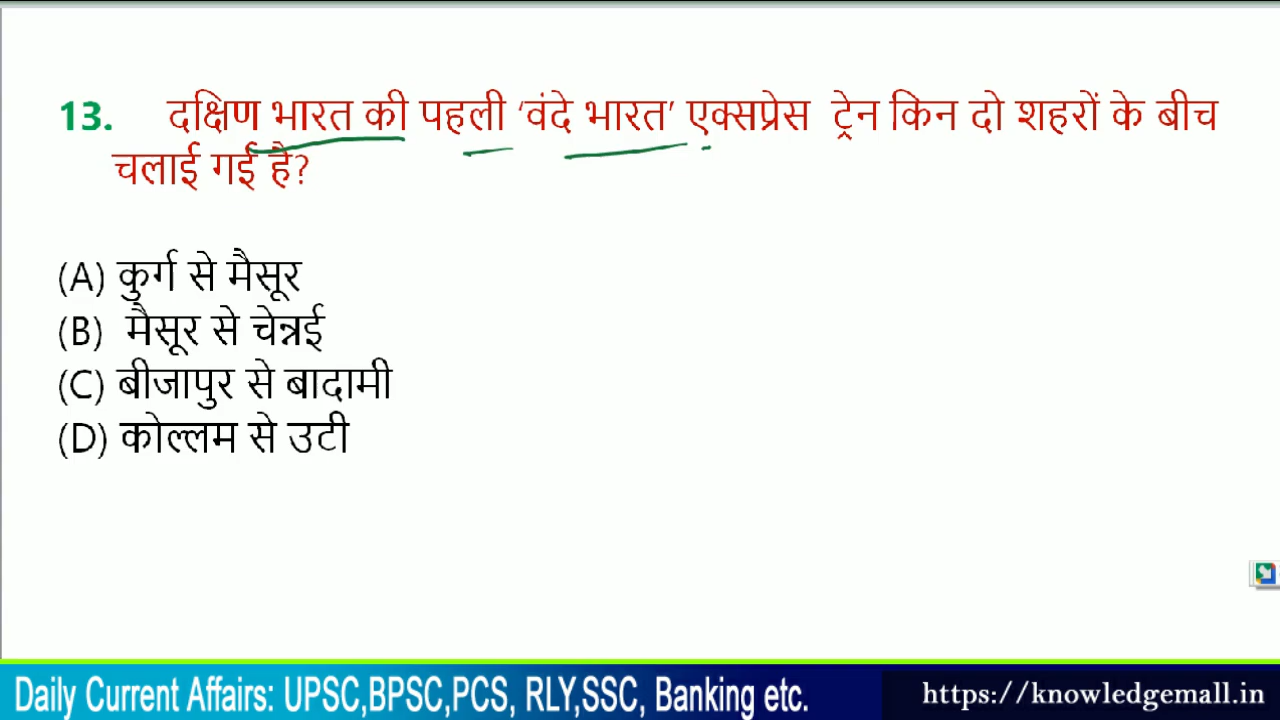 13. दक्षिण भारत की पहली ‘वंदे भारत’ एक्सप्रेस ट्रेन किन दो शहरों के बीच
चलाई गई है?
(A) कुर्ग से मैसूर
(B) मैसूर से चेन्नई
(C) बीजापुर से बादामी
(D) कोल्लम से उटी
Daily Current Affairs: UPSC,BPSC,PCS, RLY,SSC, Banking etc. https://knowledgemall.in